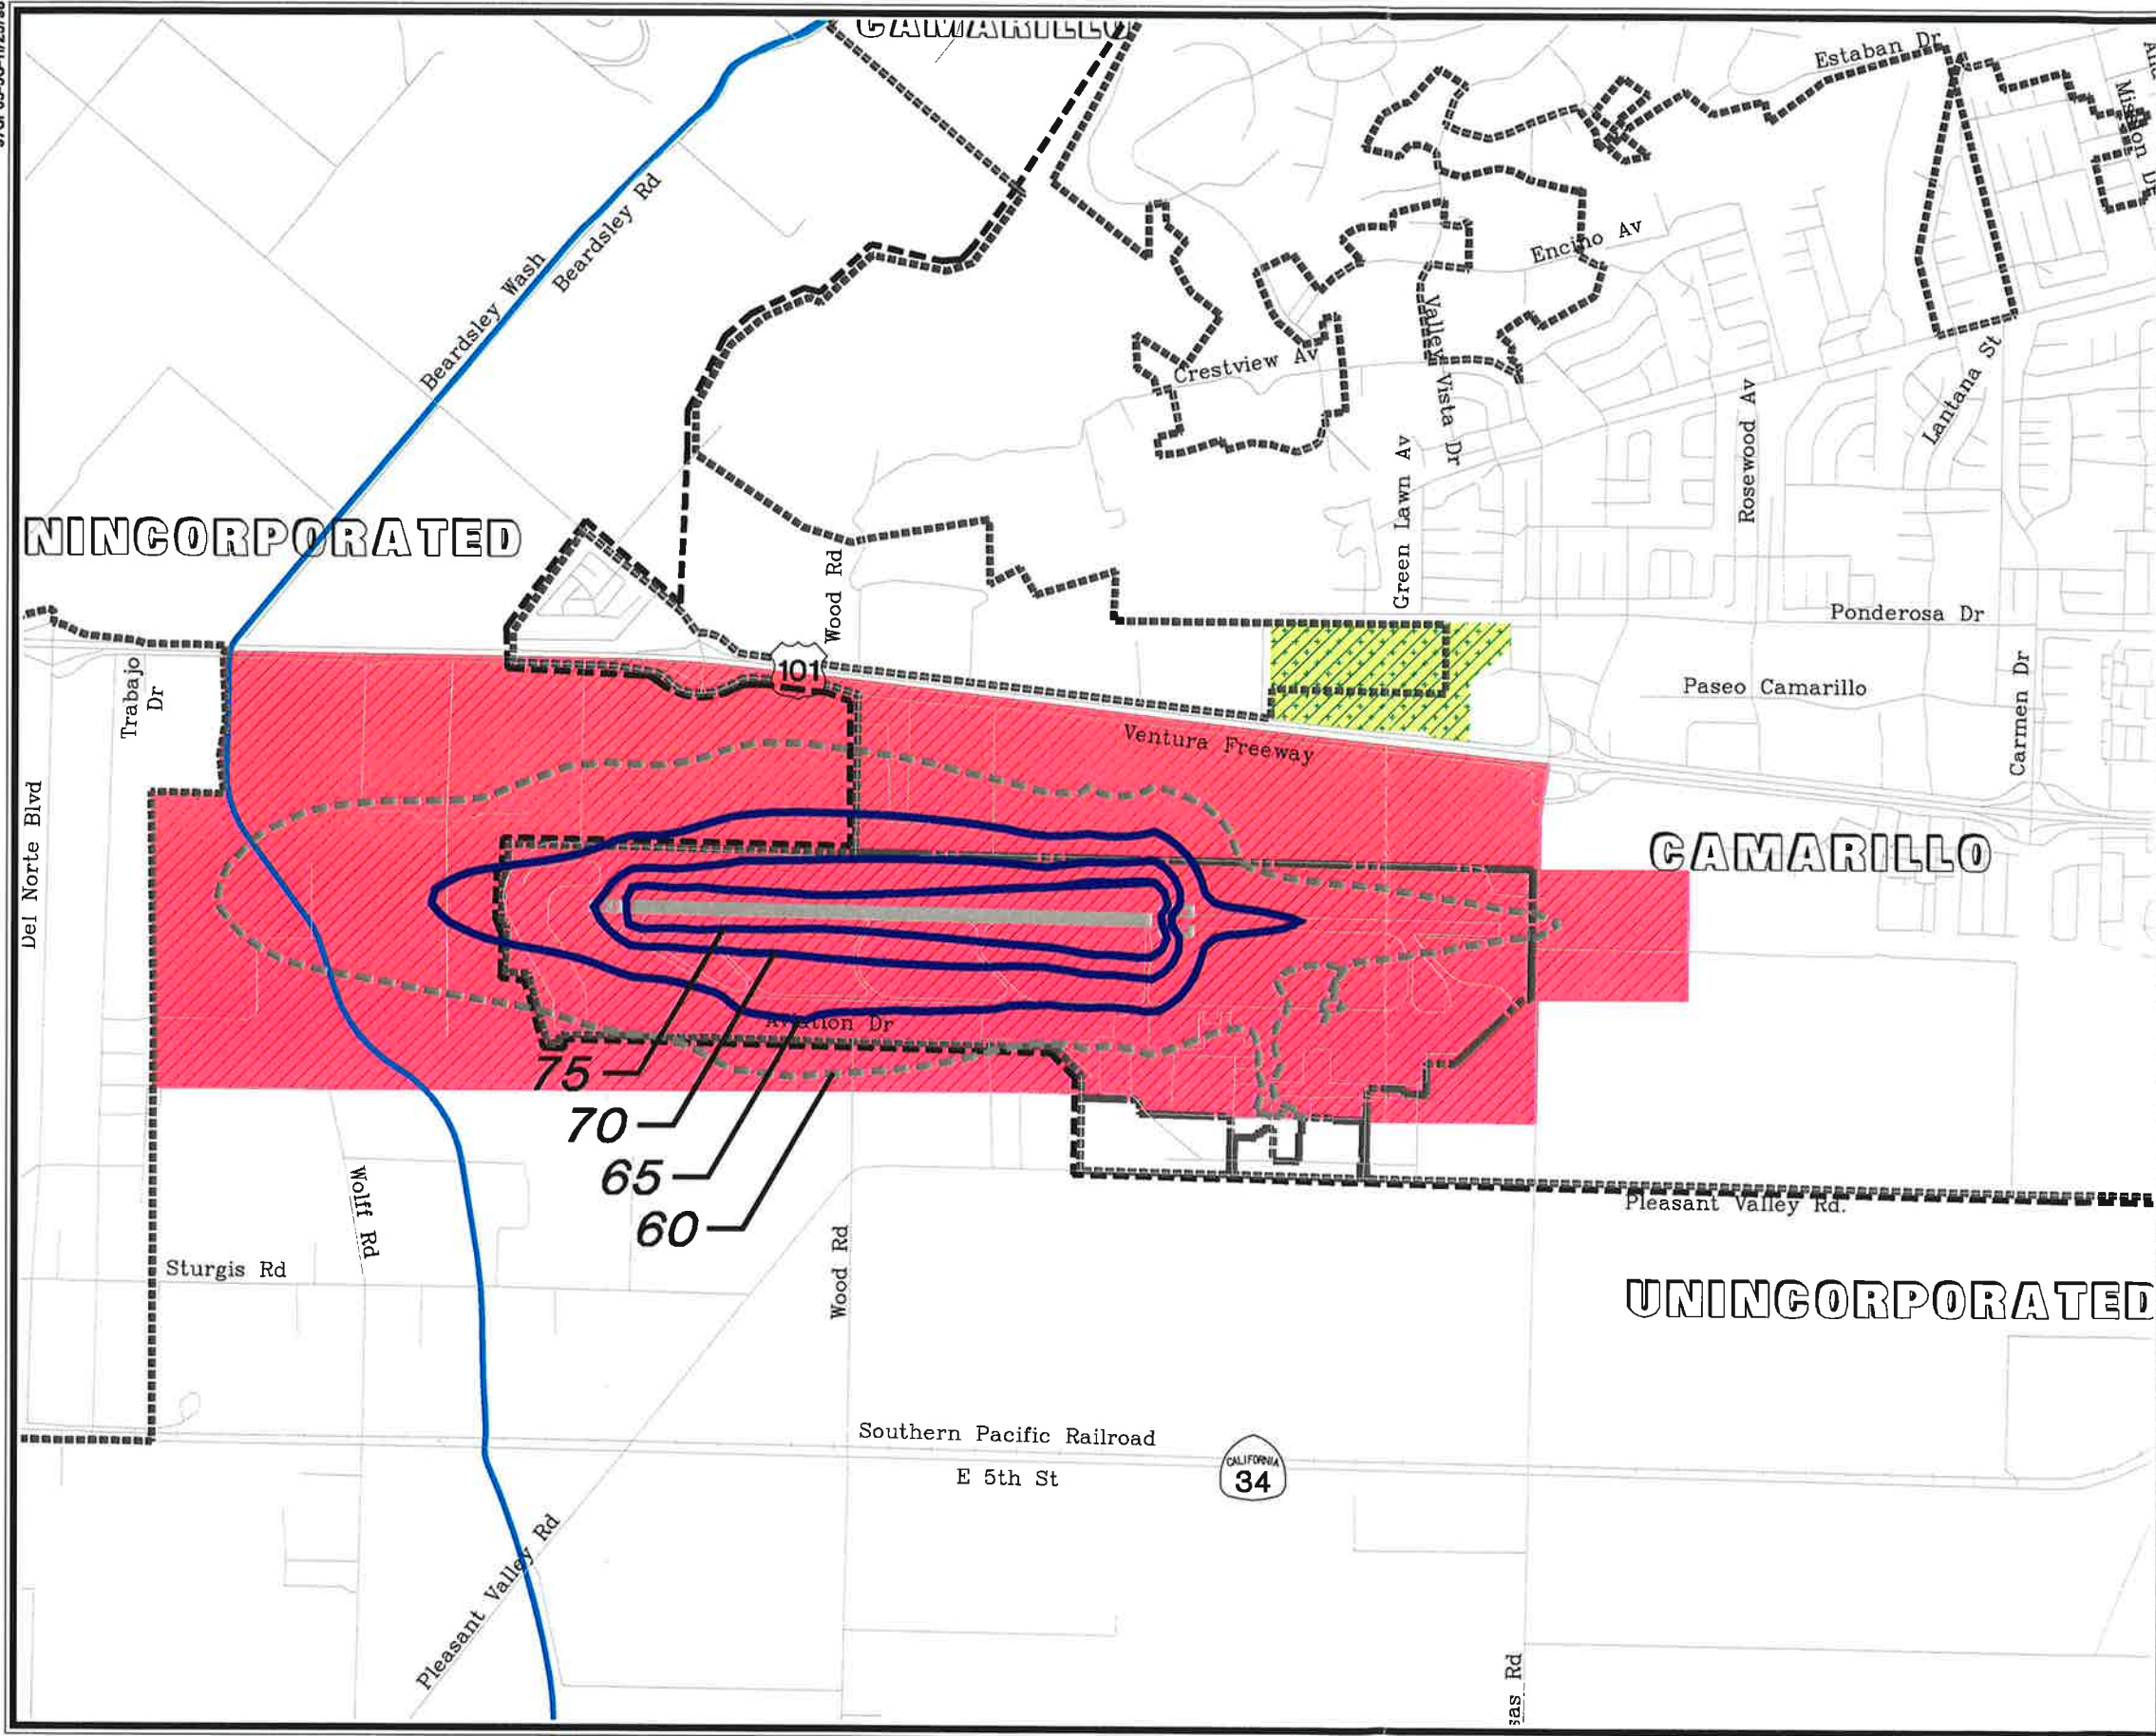 CAMARILLO
Estaban Dr
Mission Dr
Beardsley Rd
Beardsley Wash
Encino Av
Valley Vista Dr
Crestview Av
Lantana St
Rosewood Av
Green Lawn Av
NINCORPORATED
Wood Rd
Ponderosa Dr
101
Trabajo
Dr
Paseo Camarillo
Carmen Dr
Ventura Freeway
Del Norte Blvd
CAMARILLO
Aviation Dr
75
70
65
60
Wolff Rd
Pleasant Valley Rd.
Sturgis Rd
Wood Rd
UNINCORPORATED
Southern Pacific Railroad
E 5th St
CALIFORNIA
34
Pleasant Valley Rd
sas Rd